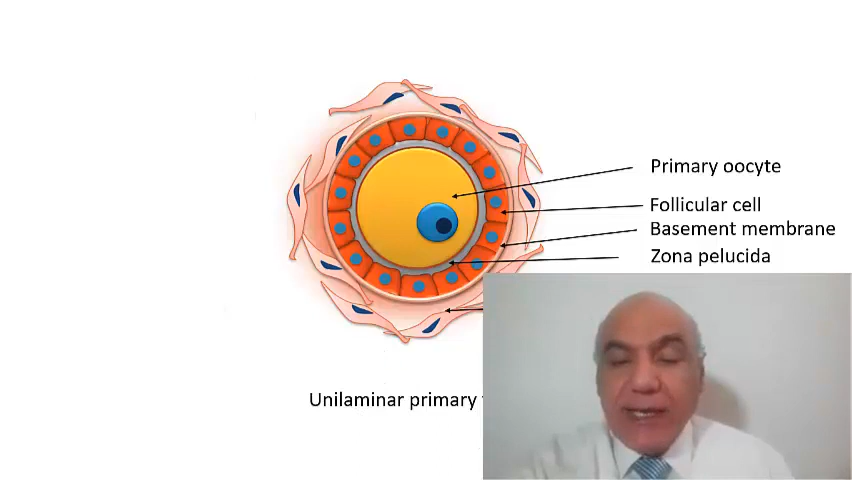 Primary oocyte
Follicular cell
Basement membrane
Zona pelucida
Unilaminar primary